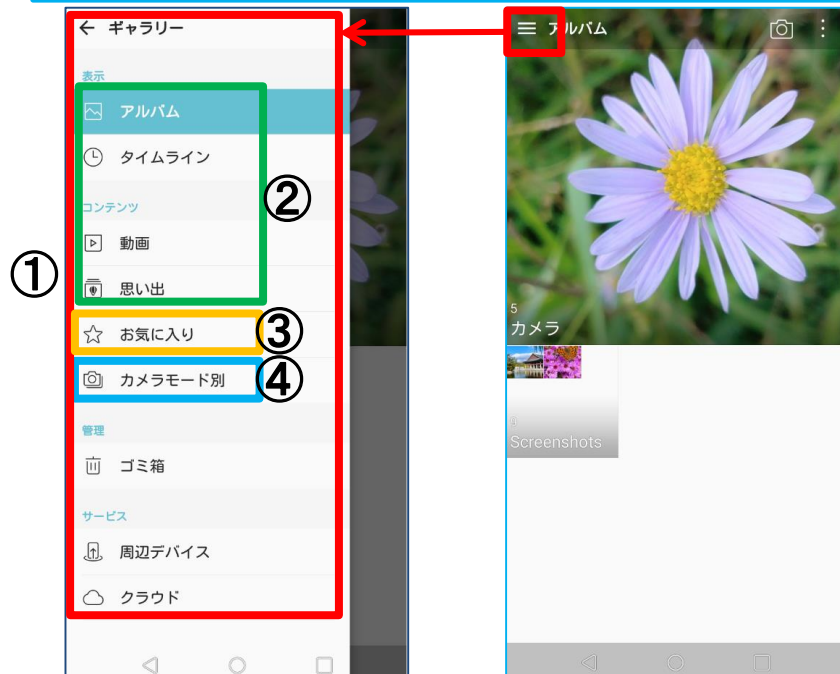 ← ギャラリー
表示
アルバム
タイムライン
コンテンツ
動画
思い出
お気に入り
カメラモード別
管理
ゴミ箱
サービス
周辺デバイス
クラウド
①
②
③
④
アルバム
5
カメラ
9
Screenshots